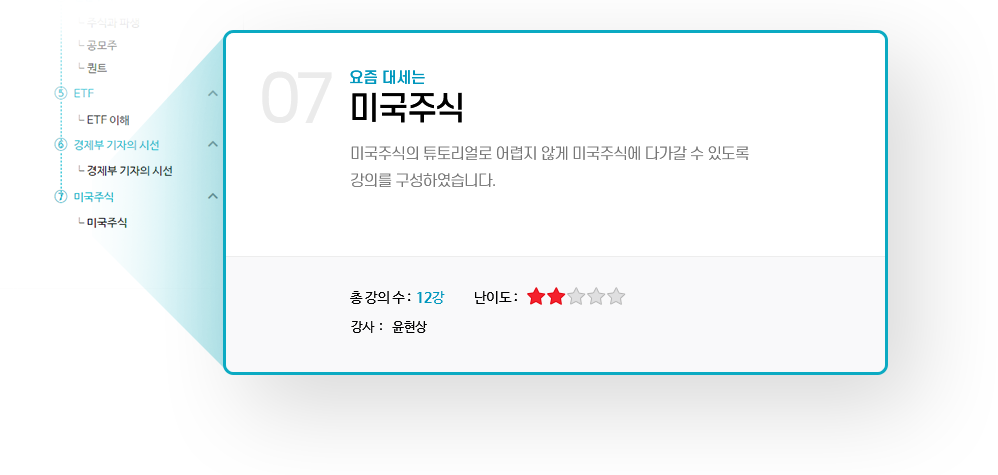 └ 주식과 파생
└ 공모주
└ 퀀트
⑤ ETF
└ ETF 이해
⑥ 경제부 기자의 시선
└ 경제부 기자의 시선
⑦ 미국주식
└ 미국주식
07
요즘 대세는
미국주식
미국주식의 튜토리얼로 어렵지 않게 미국주식에 다가갈 수 있도록
강의를 구성하였습니다.
총 강의 수 : 12강 난이도 :
강사 : 윤현상